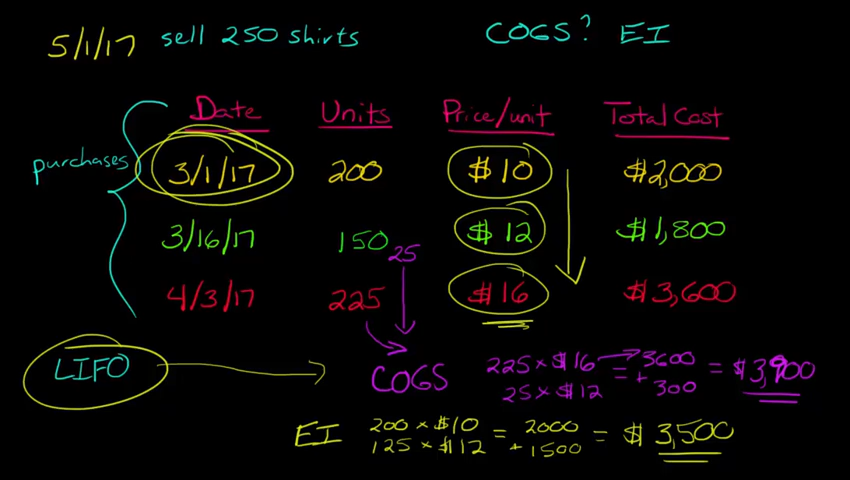 5/1/17 sell 250 shirts COGS? EI
Date Units Price/unit Total Cost
purchases
3/1/17 200 $10 $2,000
3/16/17 150 $12 $1,800
25
4/3/17 225 $16 $3,600
LIFO
COGS
225 × $16 = 3600 = $3,900
25 × $12 + 300
EI
200 × $10 = 2000 = $3,500
125 × $12 + 1500